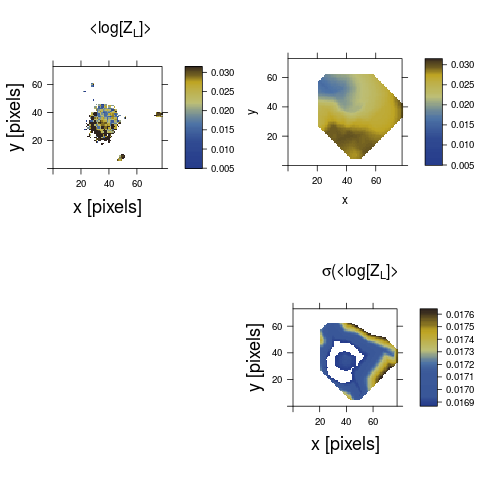 <log[Z_L]>
y [pixels]
60
40
20
20 40 60
x [pixels]
0.030
0.025
0.020
0.015
0.010
0.005
y
60
40
20
20 40 60
x
0.030
0.025
0.020
0.015
0.010
0.005
σ(<log[Z_L]>
y [pixels]
60
40
20
20 40 60
x [pixels]
0.0176
0.0175
0.0174
0.0173
0.0172
0.0171
0.0170
0.0169